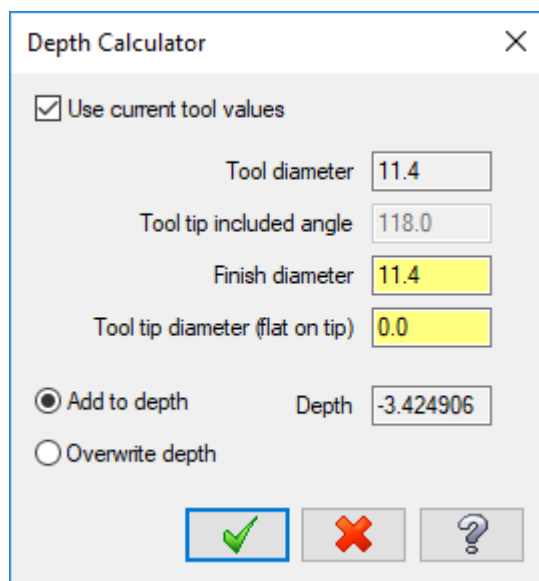 Depth Calculator
Use current tool values
Tool diameter 11.4
Tool tip included angle 118.0
Finish diameter 11.4
Tool tip diameter (flat on tip) 0.0
Add to depth Depth -3.424906
Overwrite depth